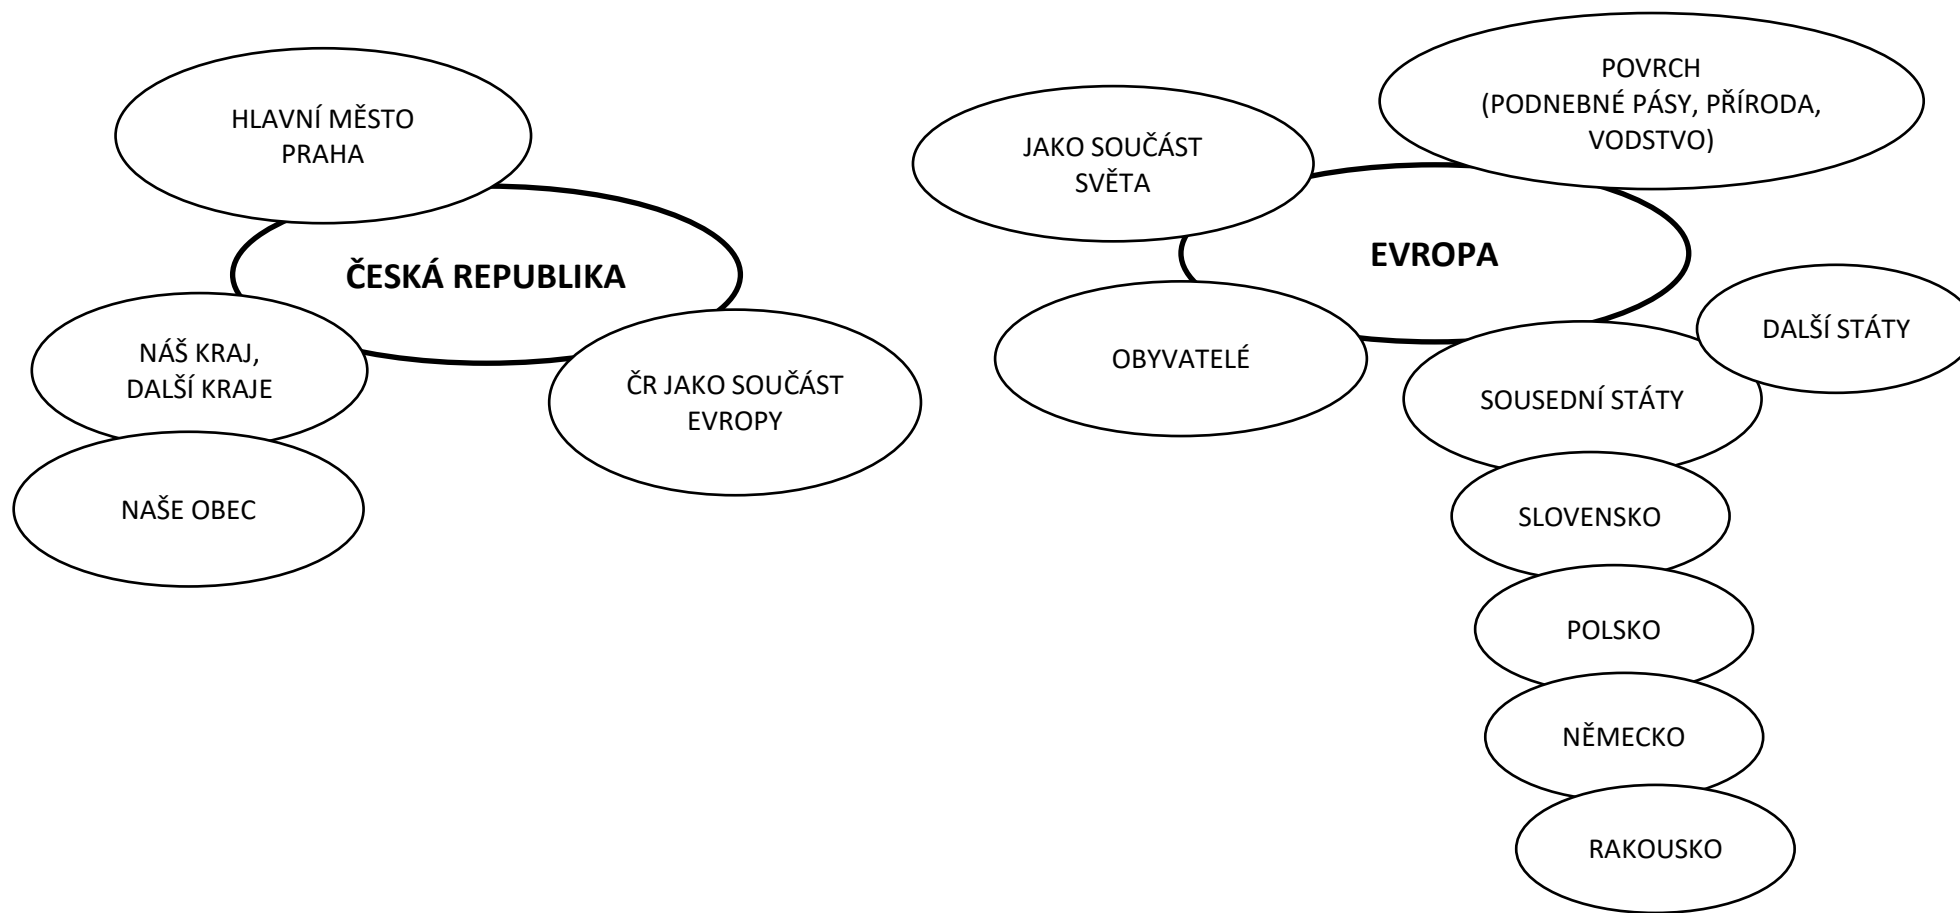 HLAVNÍ MĚSTO
PRAHA
ČESKÁ REPUBLIKA
NÁŠ KRAJ,
DALŠÍ KRAJE
NAŠE OBEC
ČR JAKO SOUČÁST
EVROPY
JAKO SOUČÁST
SVĚTA
POVRCH
(PODNEBNÉ PÁSY, PŘÍRODA,
VODSTVO)
EVROPA
OBYVATELÉ
DALŠÍ STÁTY
SOUSEDNÍ STÁTY
SLOVENSKO
POLSKO
NĚMECKO
RAKOUSKO